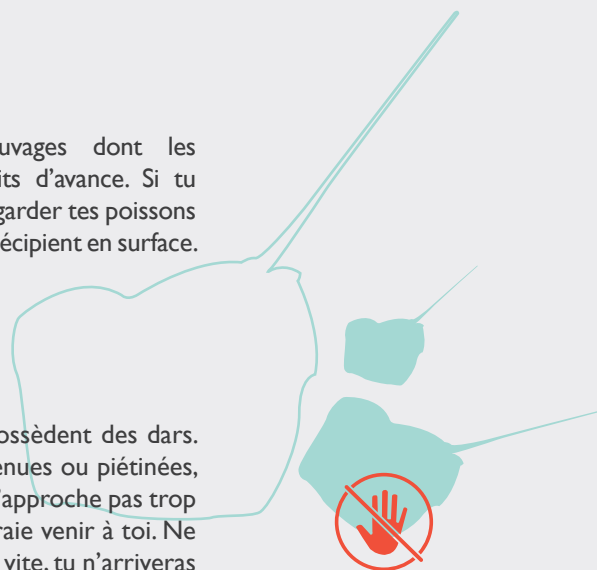 uvages dont les
its d'avance. Si tu
garder tes poissons
écipient en surface.
ossèdent des dars.
enues ou piétinées,
'approche pas trop
raie venir à toi. Ne
vite, tu n'arriveras